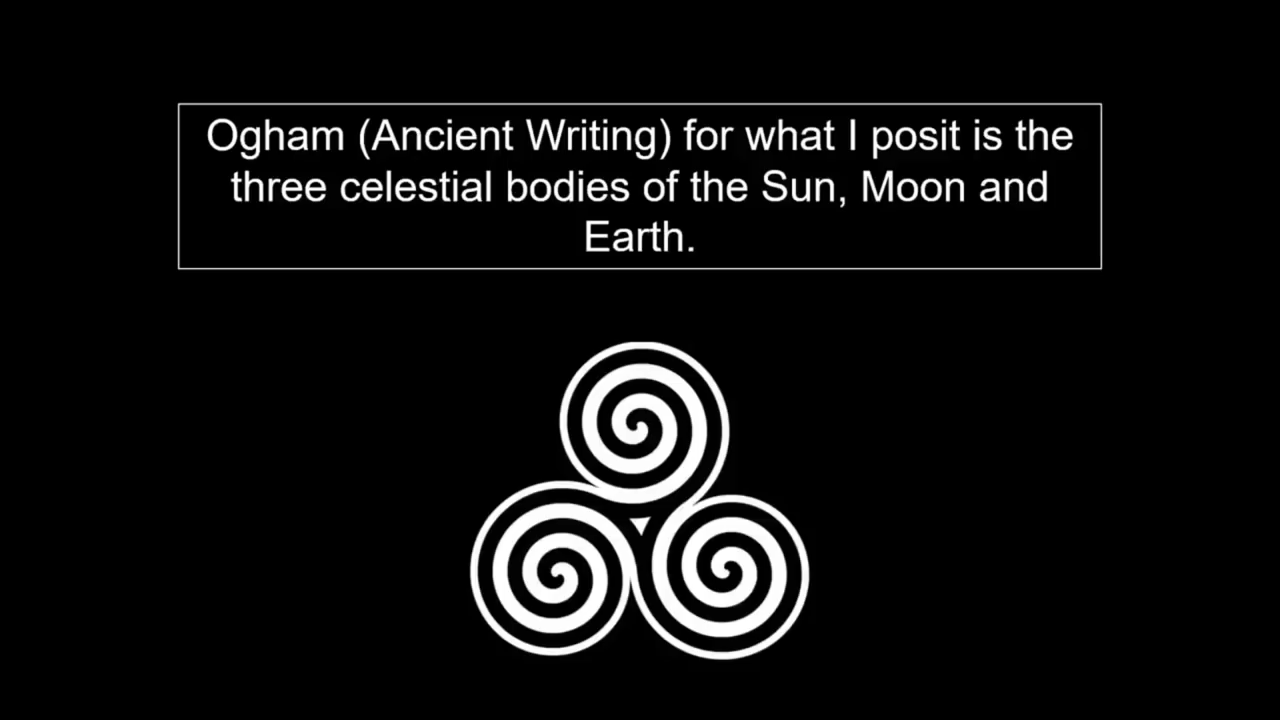 Ogham (Ancient Writing) for what I posit is the
three celestial bodies of the Sun, Moon and
Earth.